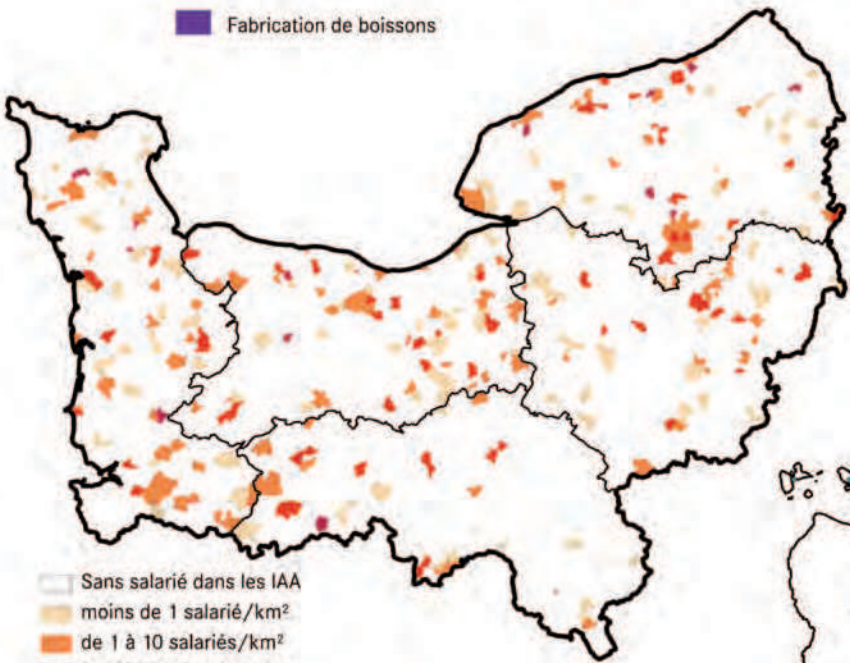 Fabrication de boissons
Sans salarié dans les IAA
moins de 1 salarié/km²
de 1 à 10 salariés/km²